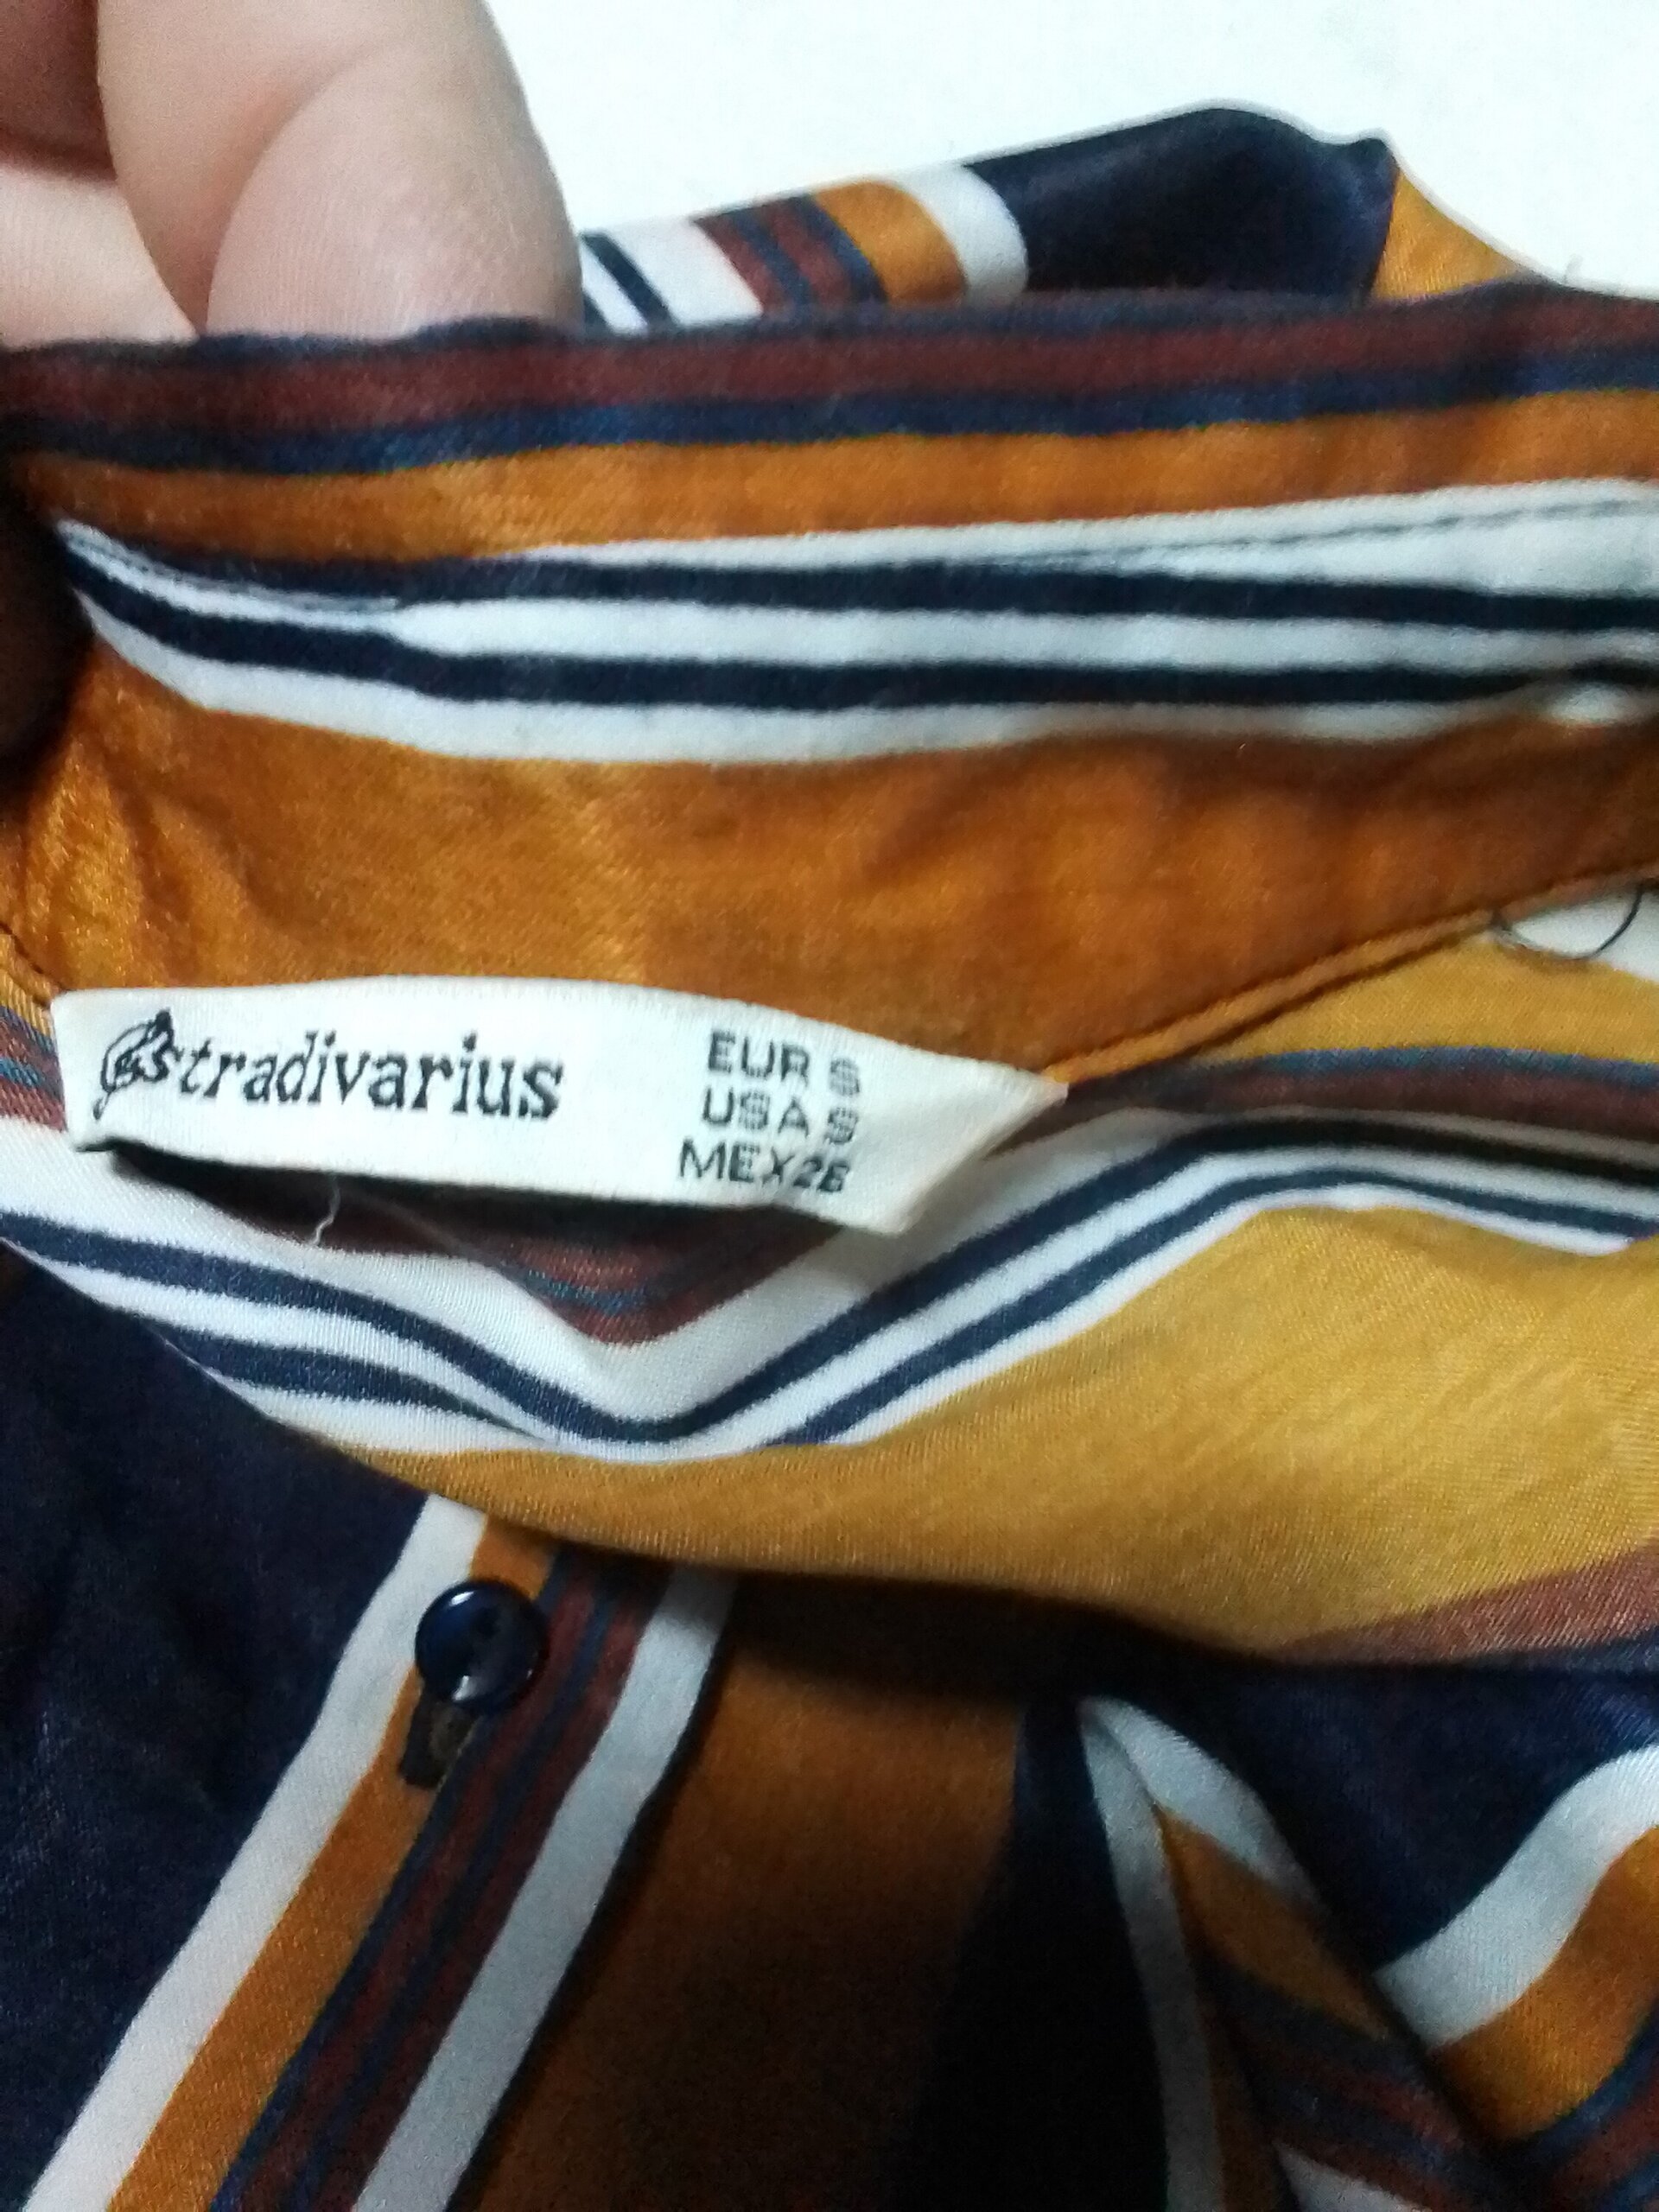 Stradivarius
EUR S
USA S
MEX 26